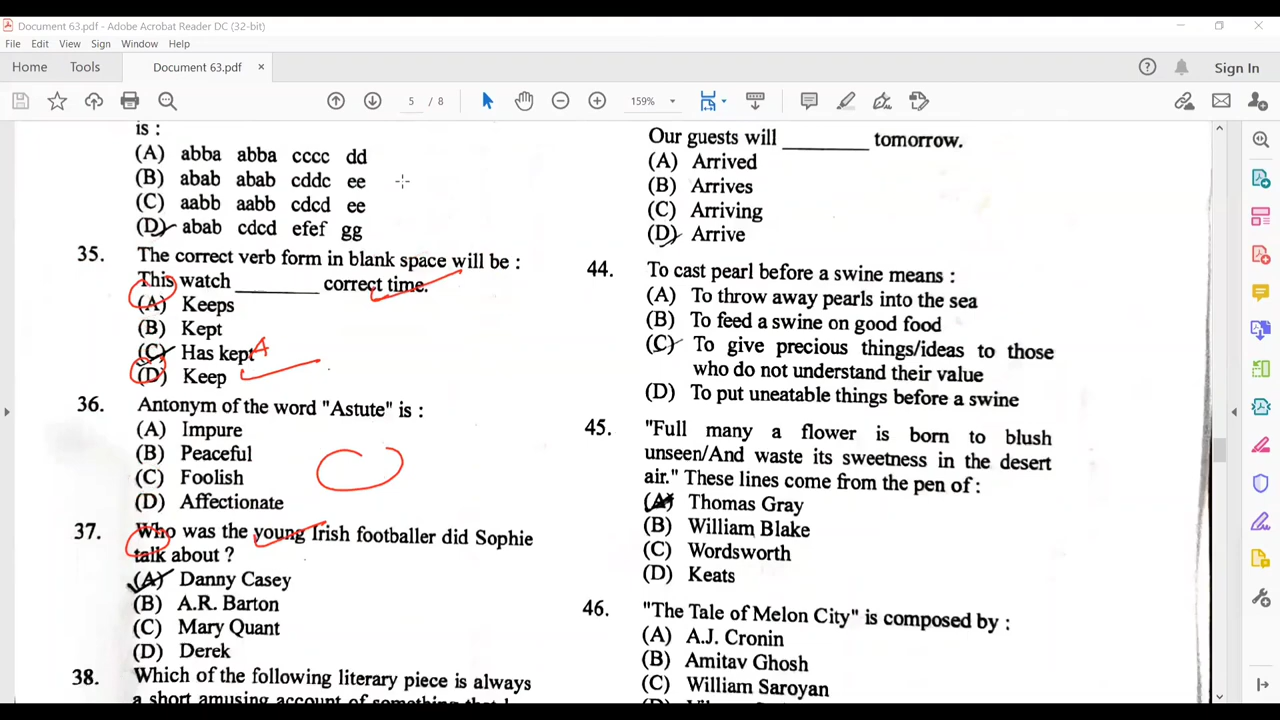 Document 63.pdf - Adobe Acrobat Reader DC (32-bit)
File Edit View Sign Window Help
Home Tools Document 63.pdf × Sign In
5 / 8 159%
is :
(A) abba abba cccc dd
(B) abab abab cddc ee
(C) aabb aabb cdcd ee
(D) abab cdcd efef gg
35. The correct verb form in blank space will be :
This watch ________ correct time.
(A) Keeps
(B) Kept
(C) Has kept A
(D) Keep
36. Antonym of the word "Astute" is :
(A) Impure
(B) Peaceful
(C) Foolish
(D) Affectionate
37. Who was the young Irish footballer did Sophie
talk about ?
(A) Danny Casey
(B) A.R. Barton
(C) Mary Quant
(D) Derek
38. Which of the following literary piece is always
a short amusing account of something that
Our guests will ________ tomorrow.
(A) Arrived
(B) Arrives
(C) Arriving
(D) Arrive
44. To cast pearl before a swine means :
(A) To throw away pearls into the sea
(B) To feed a swine on good food
(C) To give precious things/ideas to those
who do not understand their value
(D) To put uneatable things before a swine
45. "Full many a flower is born to blush
unseen/And waste its sweetness in the desert
air." These lines come from the pen of :
(A) Thomas Gray
(B) William Blake
(C) Wordsworth
(D) Keats
46. "The Tale of Melon City" is composed by :
(A) A.J. Cronin
(B) Amitav Ghosh
(C) William Saroyan